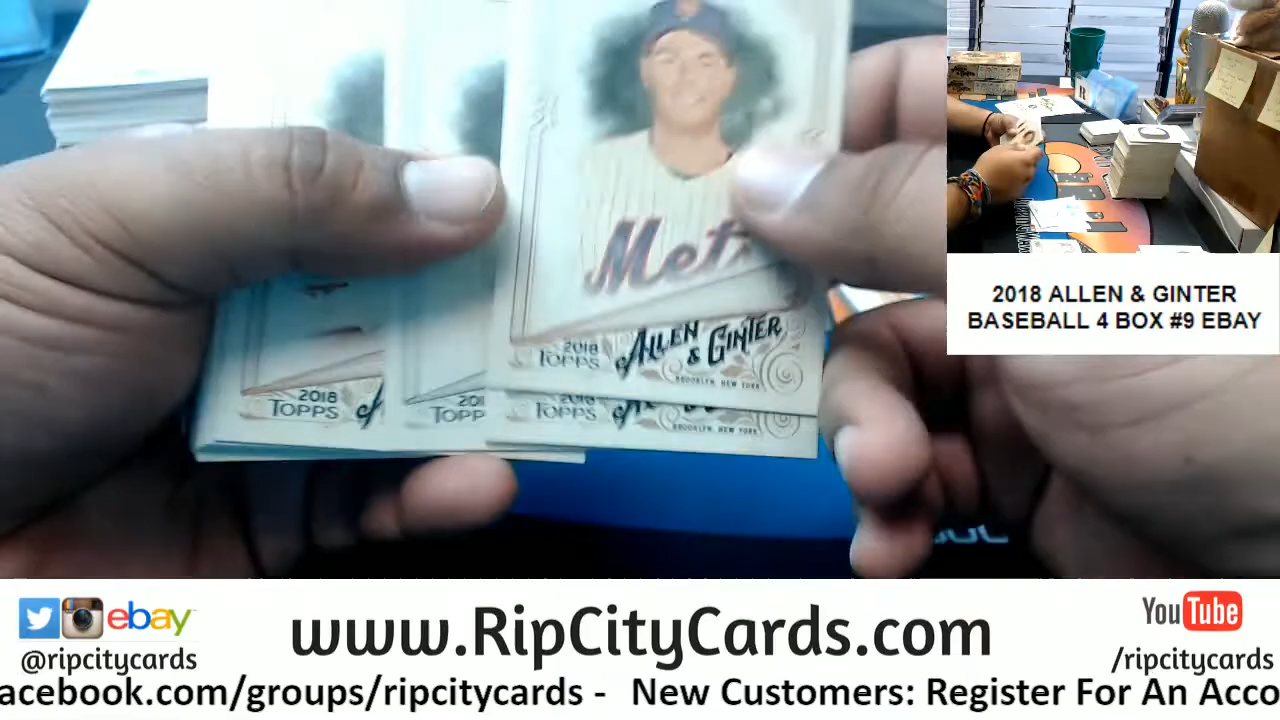 Mets
2018 TOPPS ALLEN & GINTER
BROOKLYN, NEW YORK
2018 TOPPS
BROOKLYN, NEW YORK
2018 TOPPS
201 TOPP
2018 ALLEN & GINTER
BASEBALL 4 BOX #9 EBAY
ebay
@ripcitycards
www.RipCityCards.com
YouTube
/ripcitycards
acebook.com/groups/ripcitycards - New Customers: Register For An Acco